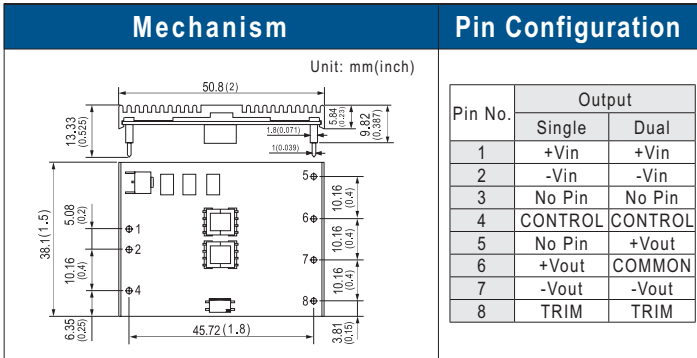 Mechanism
Pin Configuration
Unit: mm(inch)
50.8(2)
13.33
(0.525)
1.8(0.071)
1(0.039)
5.84
(0.23)
9.82
(0.387)
38.1(1.5)
5.08
(0.2)
10.16
(0.4)
6.35
(0.25)
1
2
4
5
6
7
8
10.16
(0.4)
10.16
(0.4)
10.16
(0.4)
3.81
(0.15)
45.72(1.8)
Pin No. Output
Single Dual
1 +Vin +Vin
2 -Vin -Vin
3 No Pin No Pin
4 CONTROL CONTROL
5 No Pin +Vout
6 +Vout COMMON
7 -Vout -Vout
8 TRIM TRIM